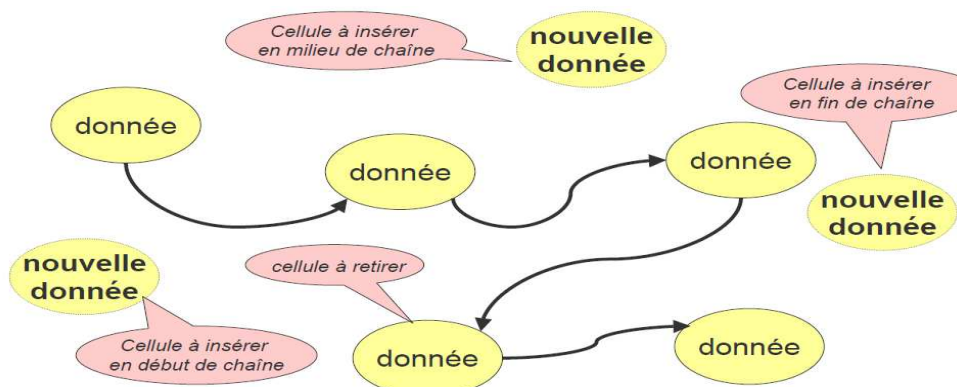 Cellule à insérer
en milieu de chaîne
nouvelle
donnée
Cellule à insérer
en fin de chaîne
donnée
donnée
donnée
nouvelle
donnée
nouvelle
donnée
cellule à retirer
Cellule à insérer
en début de chaîne
donnée
donnée